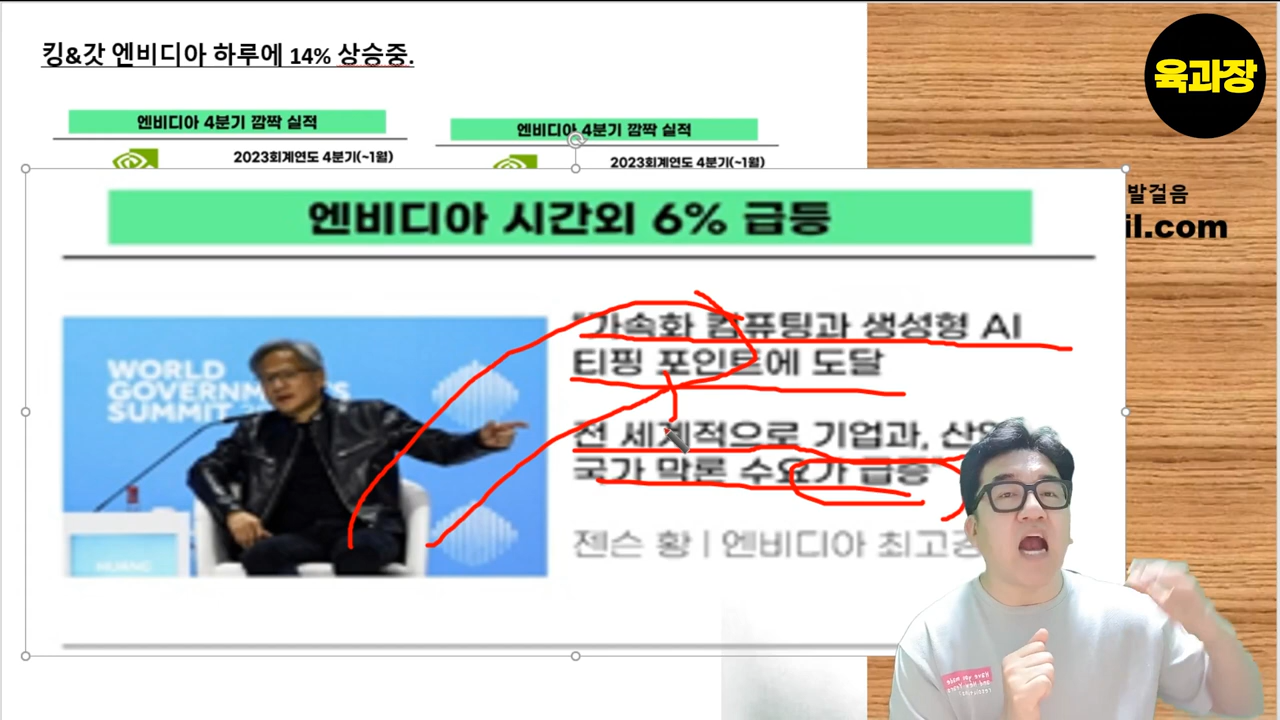 킹&갓 엔비디아 하루에 14% 상승중.
육과장
엔비디아 4분기 깜짝 실적
2023회계연도 4분기(~1월)
엔비디아 4분기 깜짝 실적
2023회계연도 4분기(~1월)
발걸음
il.com
엔비디아 시간외 6% 급등
WORLD
GOVERNM S
SUMMIT
"가속화 컴퓨팅과 생성형 AI
티핑 포인트에 도달
전 세계적으로 기업과, 산업
국가 막론 수요가 급증"
젠슨 황 | 엔비디아 최고경
HUANG